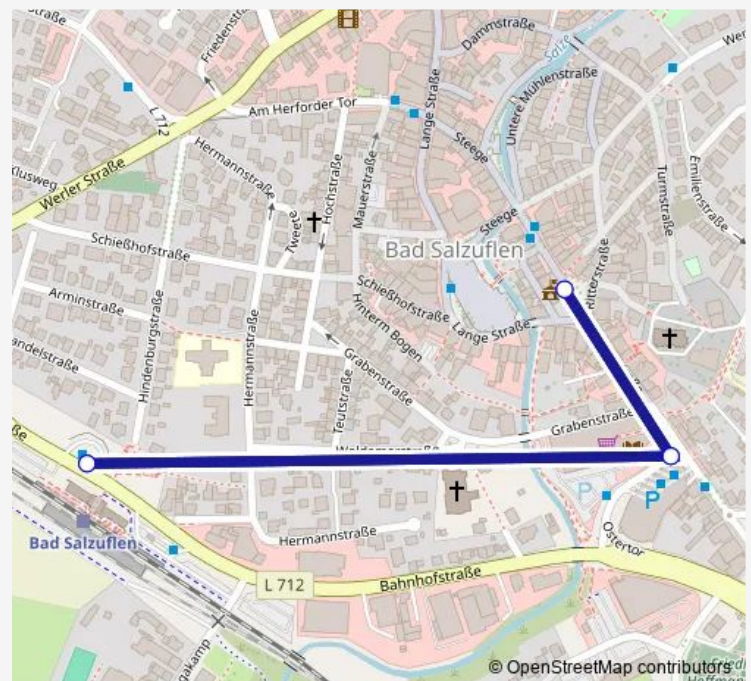 Dammstraße
Salze
Friedenstraße
Untere Mühlenstraße
L 712
Am Herforder Tor
Lange Straße
Steege
Hermannstraße
Hochstraße
Mauerstraße
Turmstraße
Emilienstraße
Werler Straße
Tweete
Steege
Schießhofstraße
Bad Salzuflen
Ritterstraße
Arminstraße
Schießhofstraße
Hinterm Bogen
Lange Straße
Hindenburgstraße
Hermannstraße
Grabenstraße
Teutstraße
Grabenstraße
P
P
Bad Salzuflen
Hermannstraße
Ostertor
L 712
Bahnhofstraße
© OpenStreetMap contributors